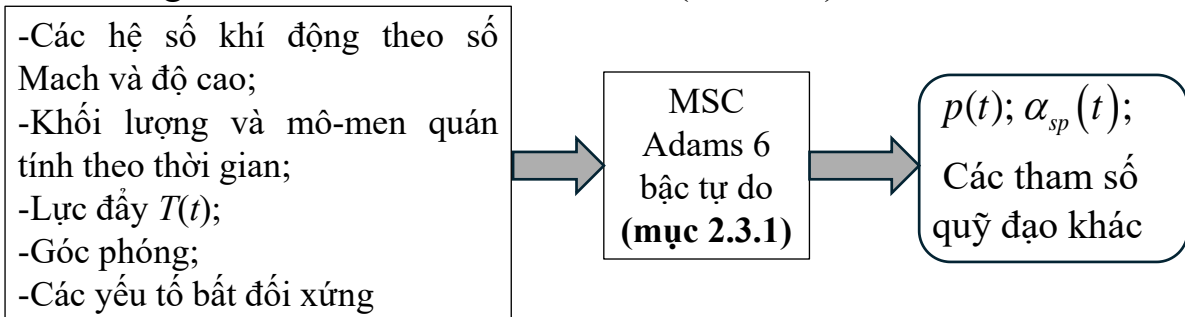 -Các hệ số khí động theo số
Mach và độ cao;
-Khối lượng và mô-men quán
tính theo thời gian;
-Lực đẩy T(t);
-Góc phóng;
-Các yếu tố bất đối xứng
MSC
Adams 6
bậc tự do
(mục 2.3.1)
p(t); α_sp(t);
Các tham số
quỹ đạo khác